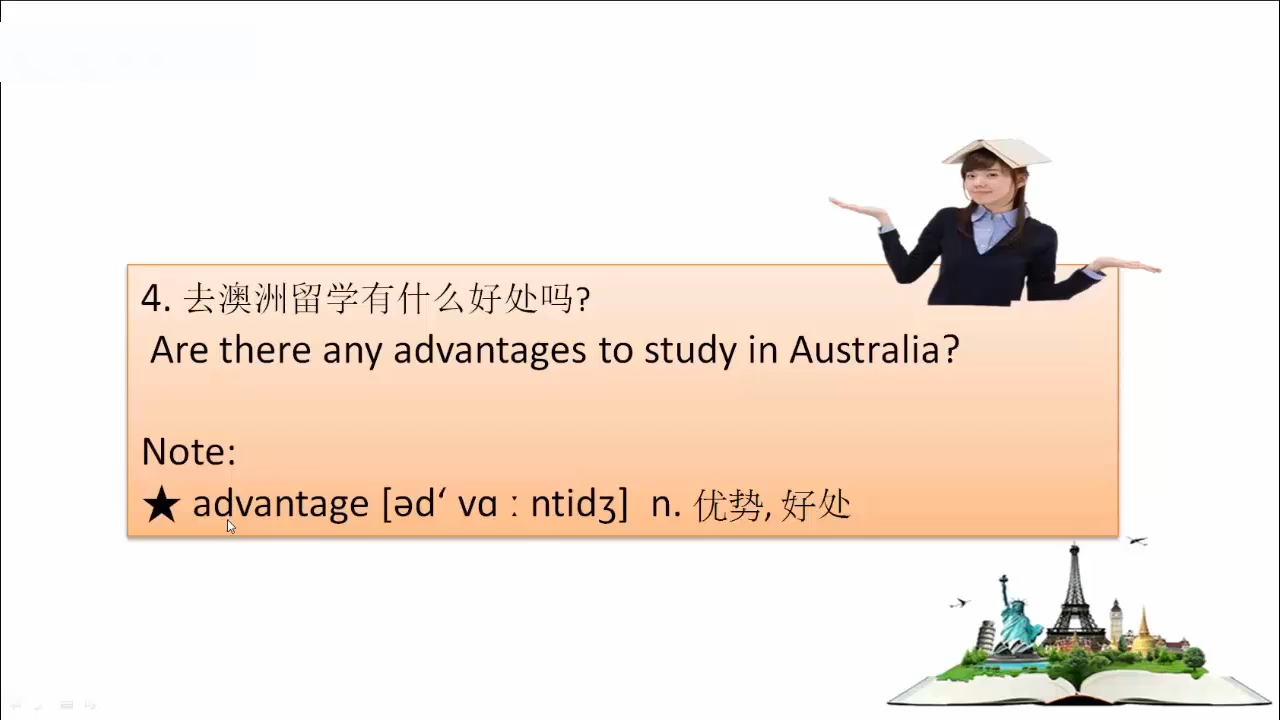 4. 去澳洲留学有什么好处吗?
Are there any advantages to study in Australia?
Note:
★ advantage [əd‘ vɑ : ntidʒ] n. 优势, 好处